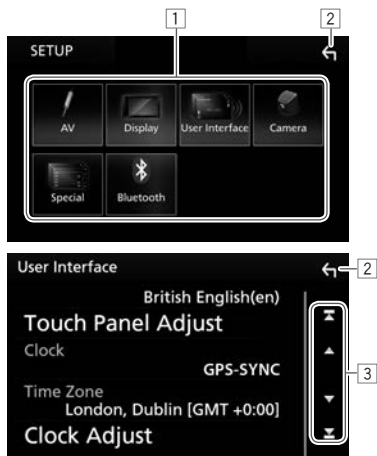 1 2
SETUP
AV Display User Interface Camera
Special Bluetooth
User Interface 2
British English(en)
Touch Panel Adjust
Clock
GPS-SYNC
3
Time Zone
London, Dublin [GMT +0:00]
Clock Adjust